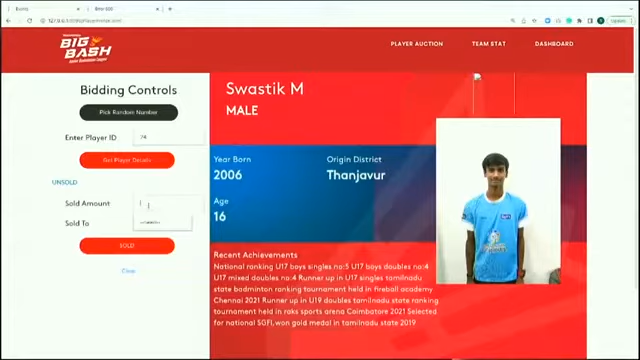 BIG
BASH
PLAYER AUCTION
TEAM STAT
DASHBOARD
Bidding Controls
Pick Random Number
Enter Player ID
Get Player Details
UNSOLD
Sold Amount
Sold To
SOLD
Clear
Swastik M
MALE
Year Born
2006
Origin District
Thanjavur
Age
16
Recent Achievements
National ranking U17 boys singles no:5 U17 boys doubles no:4
U17 mixed doubles no:4 Runner up in U17 singles tamilnadu
state badminton ranking tournament held in fireball academy
Chennai 2021 Runner up in U19 doubles tamilnadu state ranking
tournament held in raks sports arena Coimbatore 2021 Selected
for national SGFI,won gold medal in tamilnadu state 2019